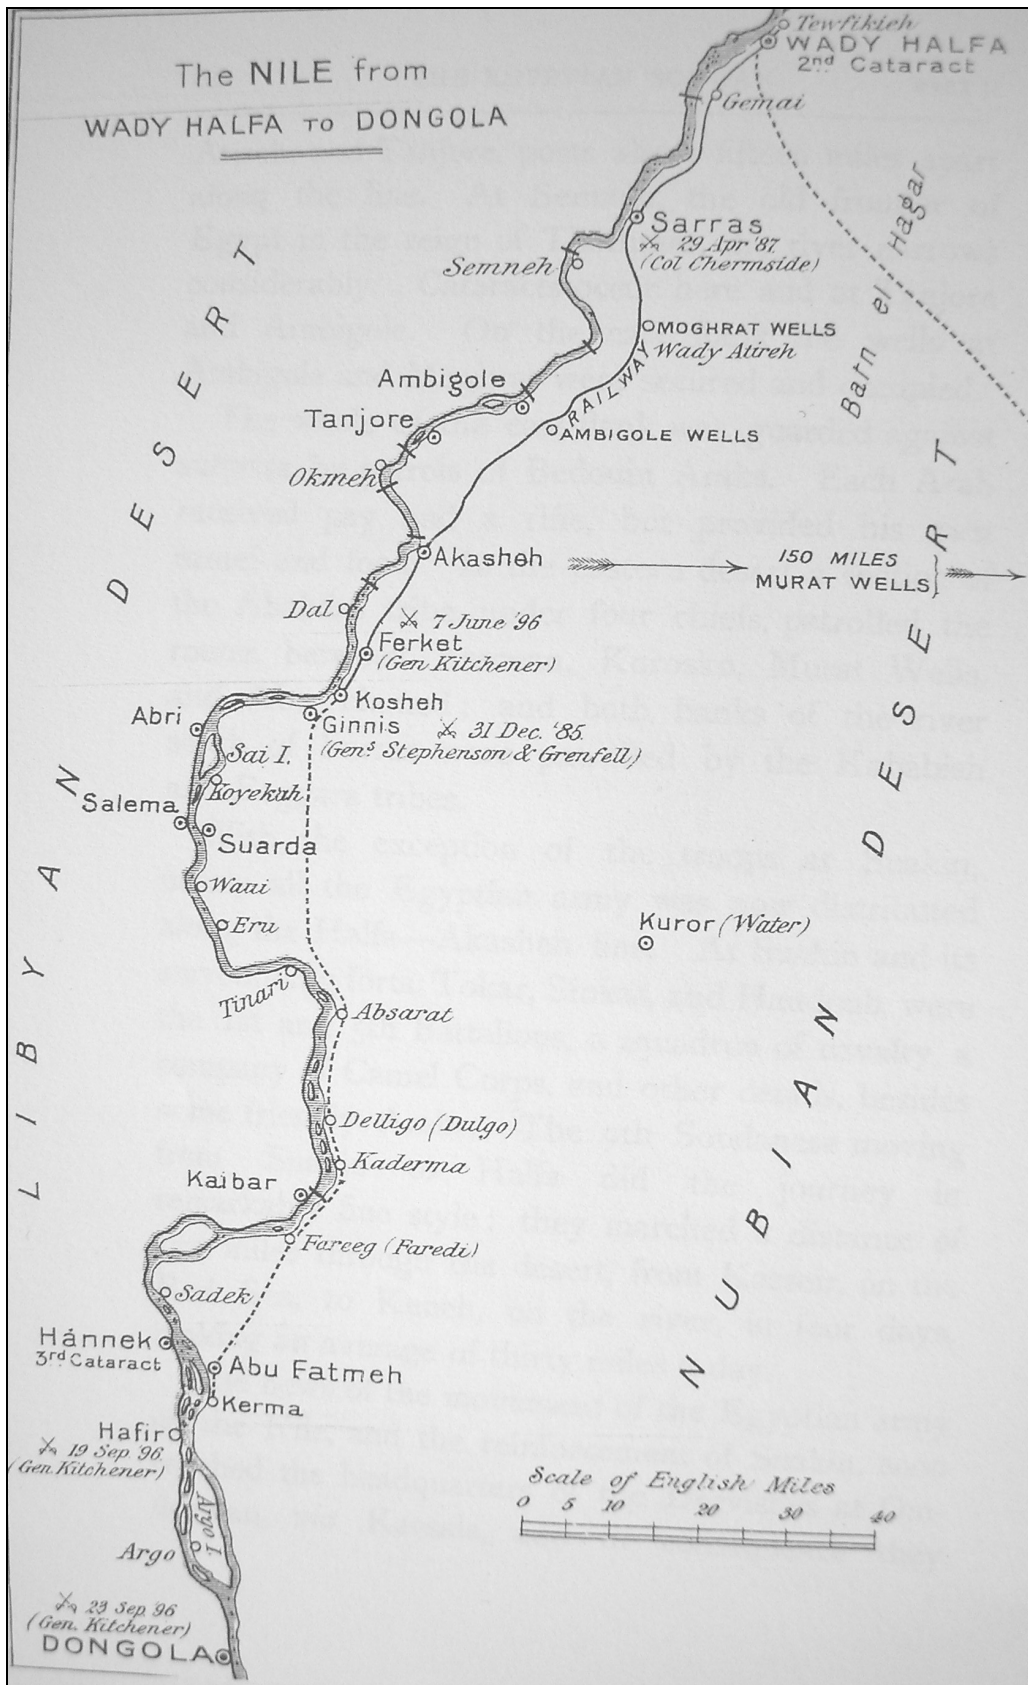 The NILE from
WADY HALFA TO DONGOLA
Tewfikieh
WADY HALFA
2nd Cataract
Gemai
Sarras
29 Apr '87.
(Col Chermside)
Semneh
Batn el Hagar
MOGHRAT WELLS
Wady Atireh
RAILWAY
Ambigole
Tanjore
AMBIGOLE WELLS
Okmeh
Akasheh
150 MILES
MURAT WELLS
Dal
7 June '96
Ferket
(Gen Kitchener)
Kosheh
Ginnis
31 Dec. '85.
(Gens Stephenson & Grenfell)
Abri
Sai I.
Koyekah
Salema
Suarda
Wani
Eru
Kuror (Water)
Tinari
Absarat
Delligo (Dulgo)
Kaderma
Kaibar
Fareeg (Faredi)
Sadek
Hánnek
3rd Cataract
Abu Fatmeh
Kerma
Hafir
19 Sep '96.
(Gen. Kitchener)
Argo I.
Argo
23 Sep '96
(Gen. Kitchener)
DONGOLA
LIBYAN DESERT
NUBIAN DESERT
Scale of English Miles
0 5 10 20 30 40